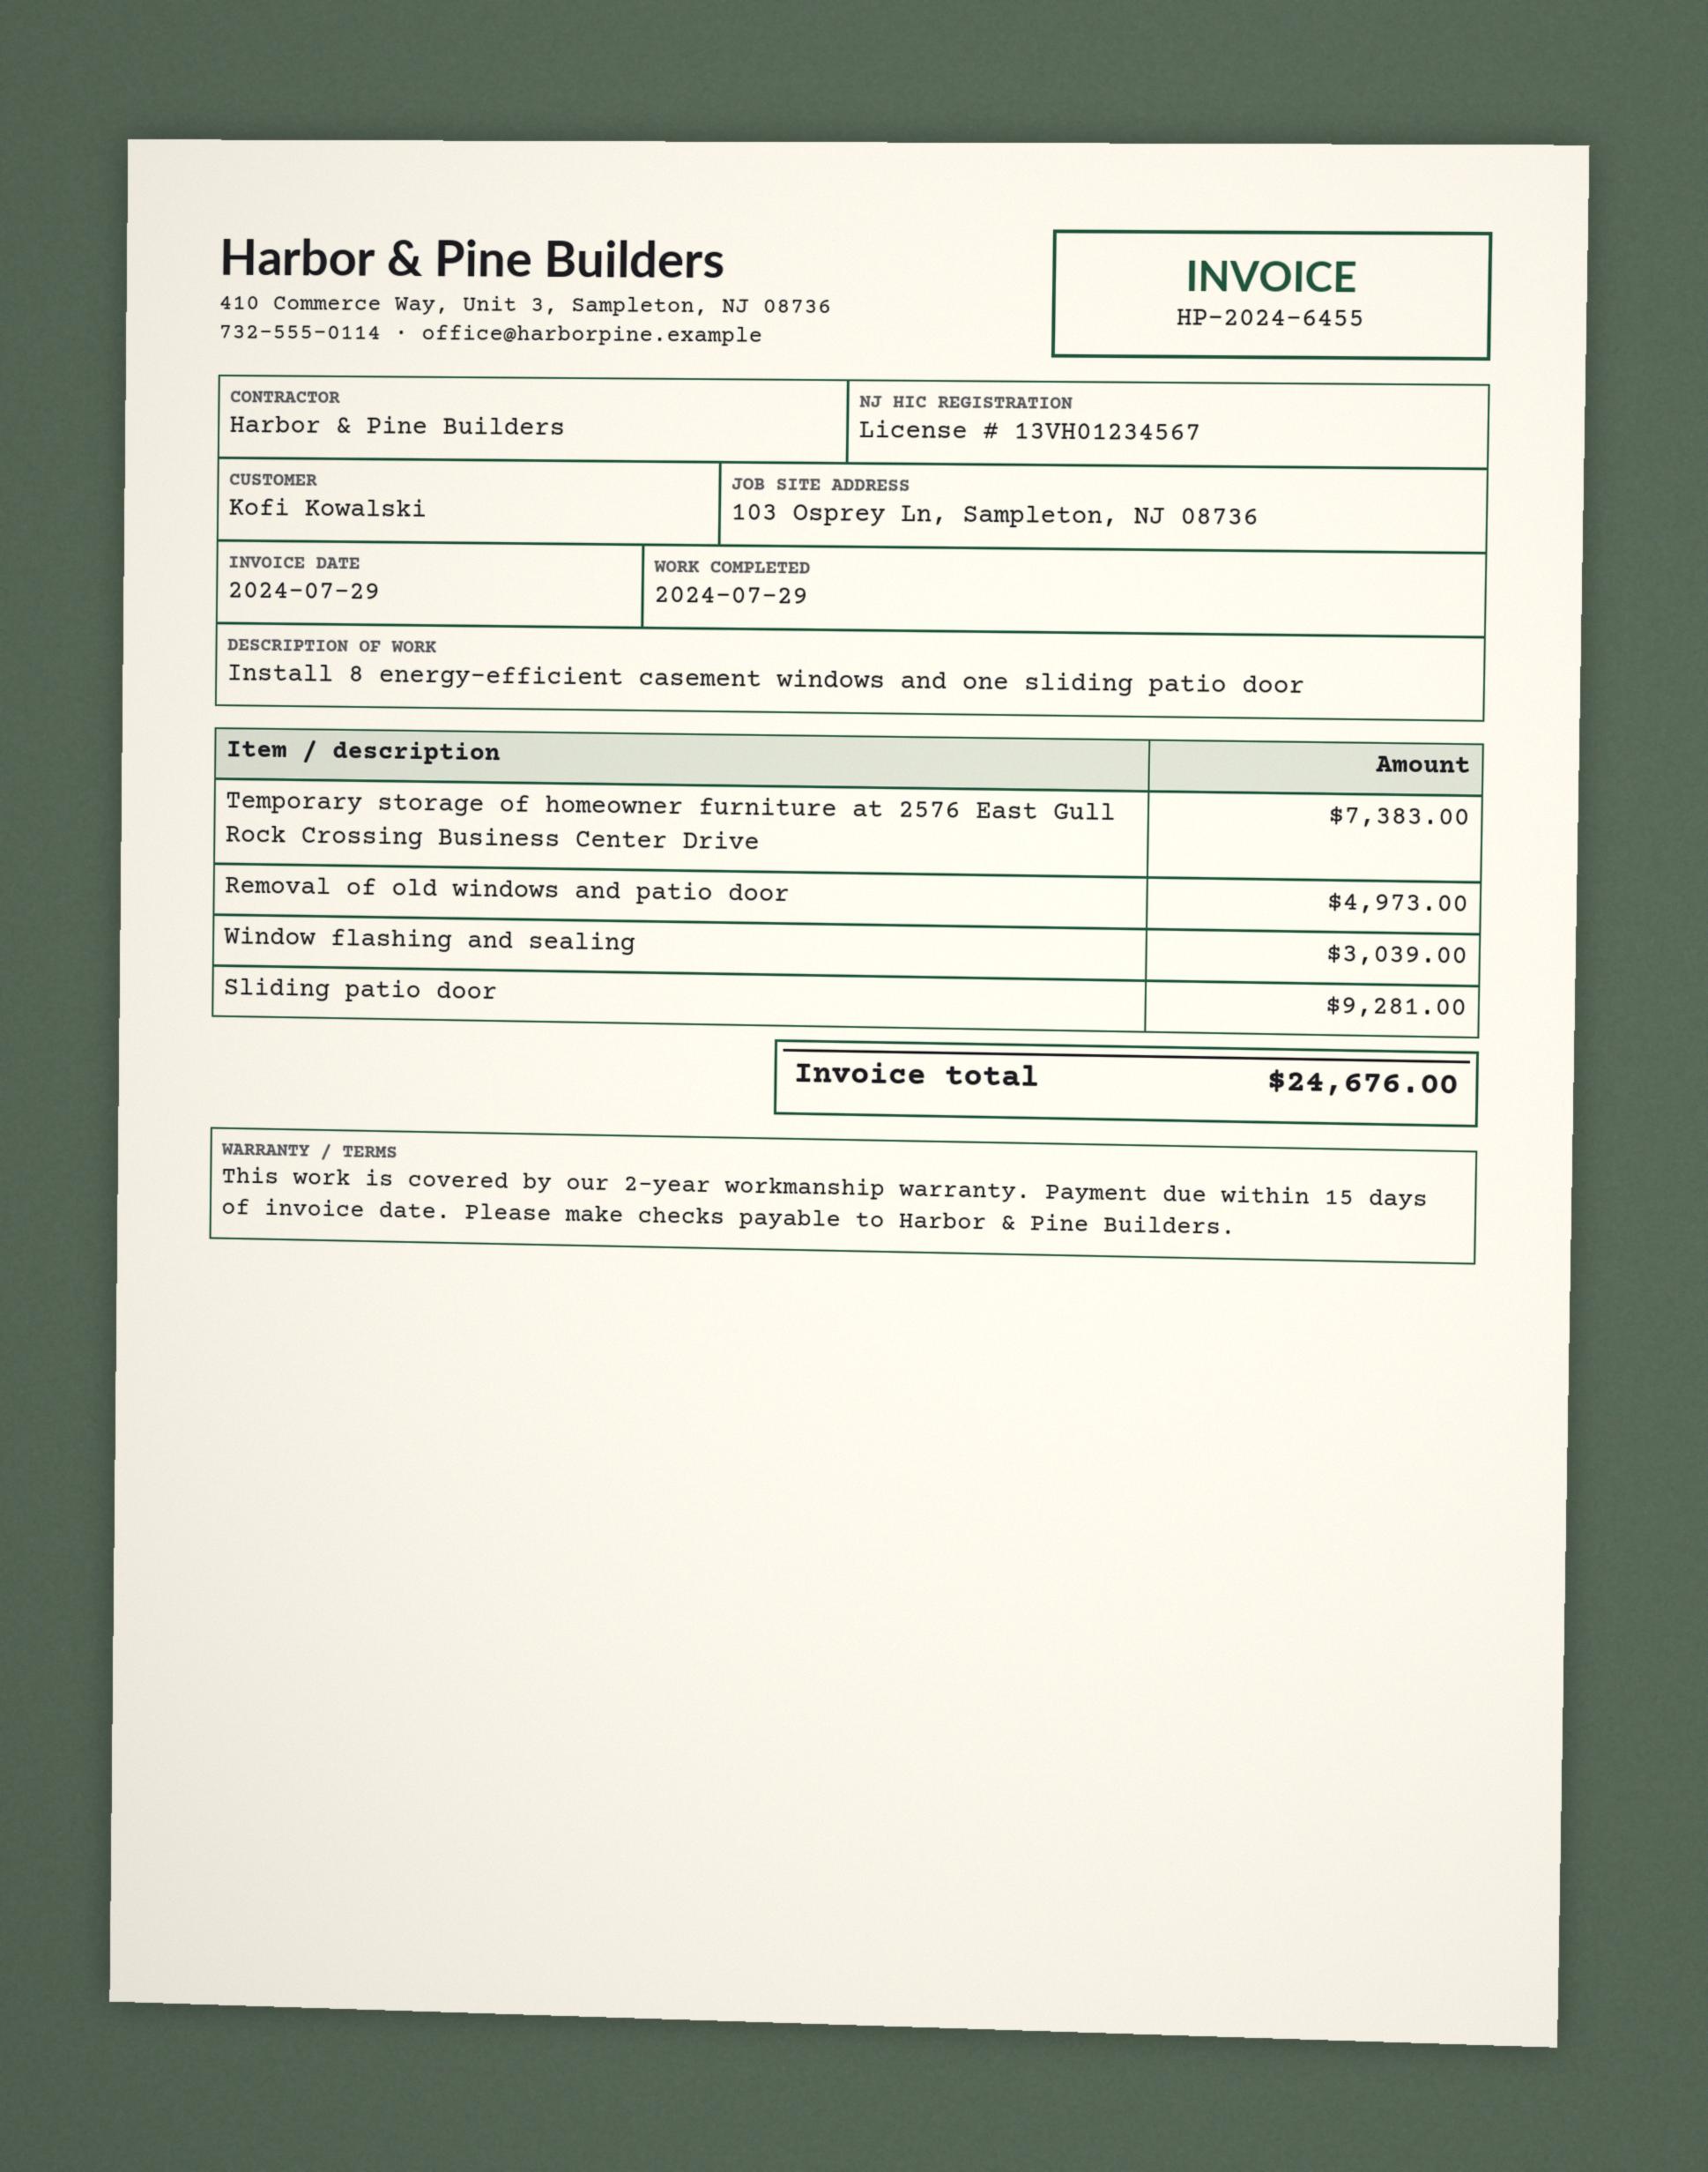 Harbor & Pine Builders
410 Commerce Way, Unit 3, Sampleton, NJ 08736
732-555-0114 · office@harborpine.example
INVOICE
HP-2024-6455
CONTRACTOR
Harbor & Pine Builders
NJ HIC REGISTRATION
License # 13VH01234567
CUSTOMER
Kofi Kowalski
JOB SITE ADDRESS
103 Osprey Ln, Sampleton, NJ 08736
INVOICE DATE
2024-07-29
WORK COMPLETED
2024-07-29
DESCRIPTION OF WORK
Install 8 energy-efficient casement windows and one sliding patio door
Item / description Amount
Temporary storage of homeowner furniture at 2576 East Gull $7,383.00
Rock Crossing Business Center Drive
Removal of old windows and patio door $4,973.00
Window flashing and sealing $3,039.00
Sliding patio door $9,281.00
Invoice total $24,676.00
WARRANTY / TERMS
This work is covered by our 2-year workmanship warranty. Payment due within 15 days
of invoice date. Please make checks payable to Harbor & Pine Builders.